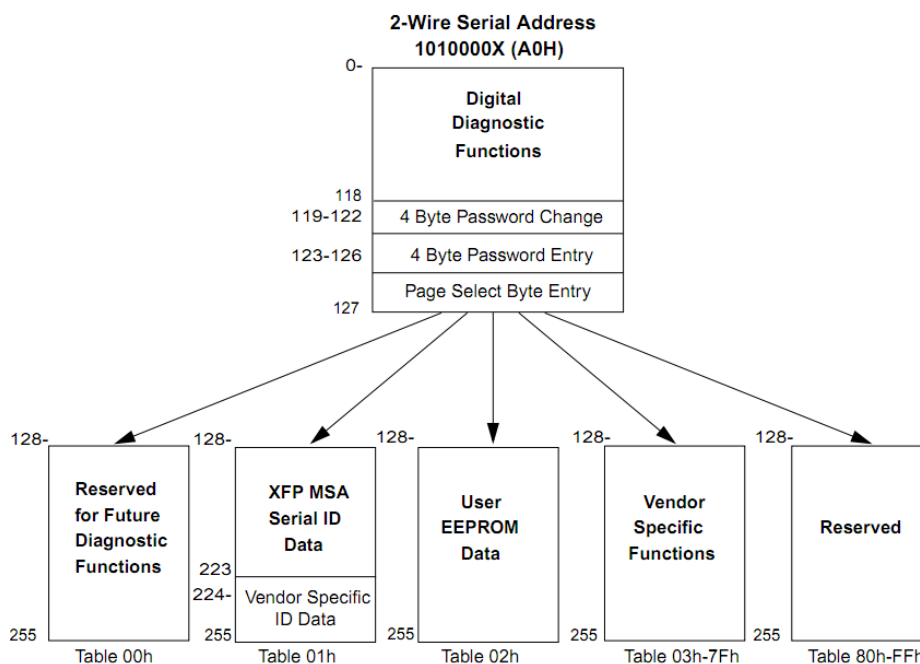 2-Wire Serial Address
1010000X (A0H)
0-
Digital
Diagnostic
Functions
118
119-122
4 Byte Password Change
123-126
4 Byte Password Entry
Page Select Byte Entry
127
128-
Reserved
for Future
Diagnostic
Functions
255
Table 00h
128-
XFP MSA
Serial ID
Data
223
224-
Vendor Specific
ID Data
255
Table 01h
128-
User
EEPROM
Data
255
Table 02h
128-
Vendor
Specific
Functions
255
Table 03h-7Fh
128-
Reserved
255
Table 80h-FFh